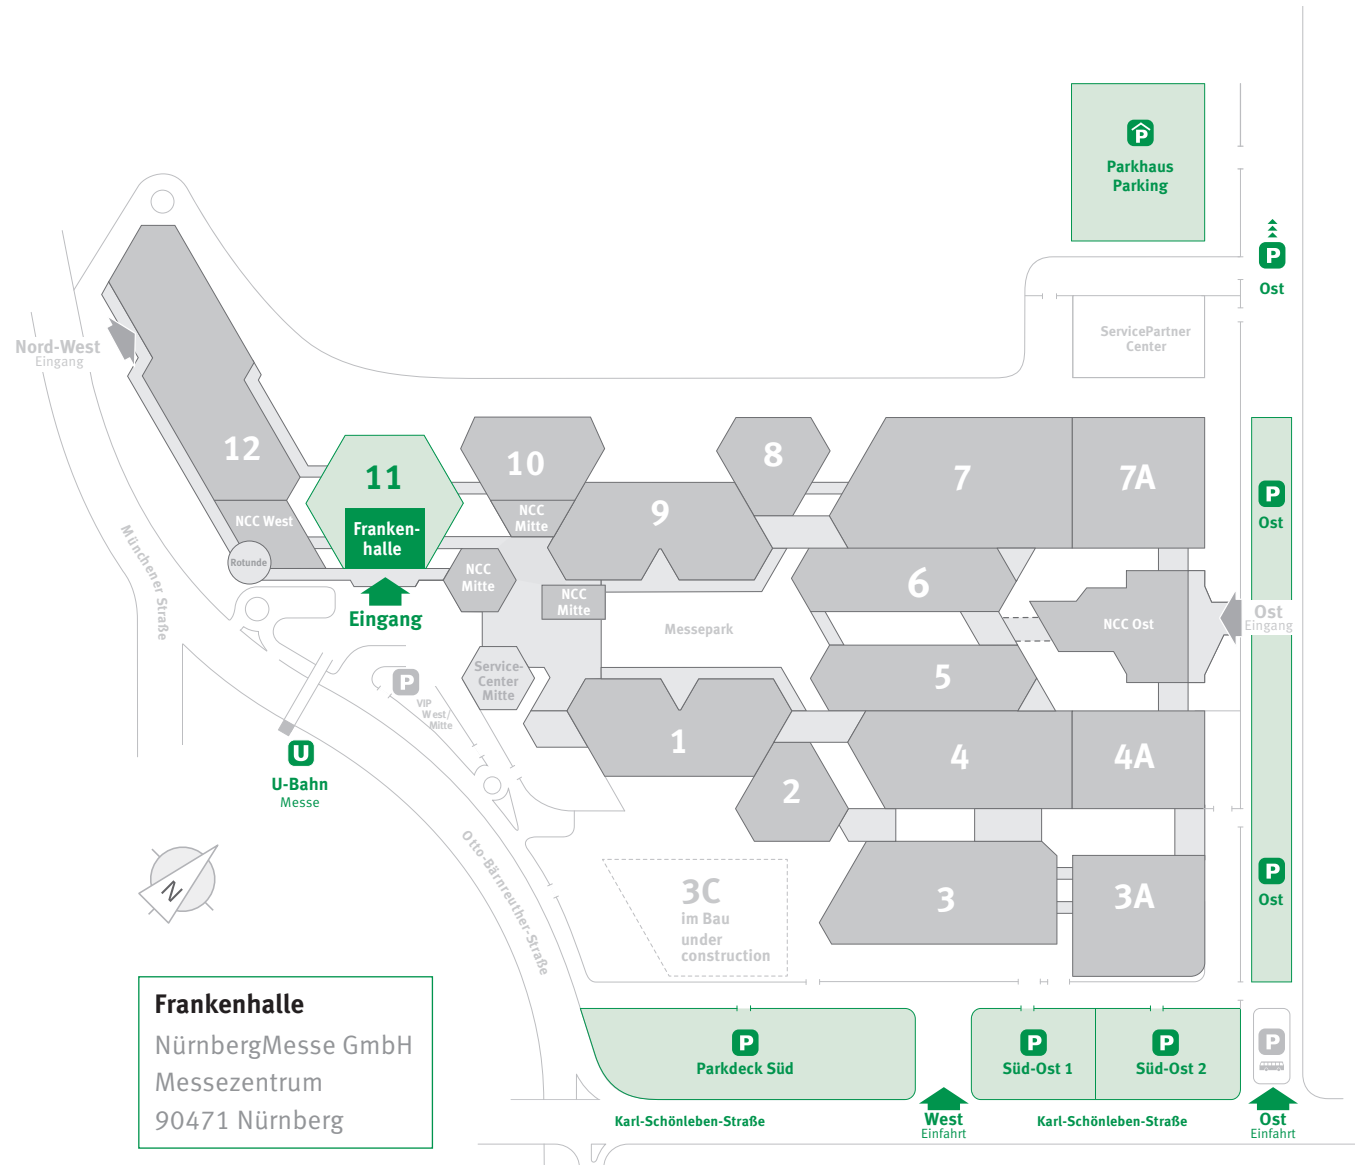 P
Parkhaus
Parking
P
Ost
ServicePartner
Center
Nord-West
Eingang
12
11
10
8
7
7A
9
NCC West
Franken-
halle
NCC
Mitte
P
Ost
Rotunde
NCC
Mitte
6
NCC
Mitte
Eingang
Messepark
NCC Ost
Ost
Eingang
Münchener Straße
Service-
Center
Mitte
P
VIP
West/
Mitte
5
1
4
4A
2
U
U-Bahn
Messe
Otto-Bärnreuther-Straße
N
3C
im Bau
under
construction
3
3A
P
Ost
Frankenhalle
NürnbergMesse GmbH
Messezentrum
90471 Nürnberg
P
Parkdeck Süd
P
Süd-Ost 1
P
Süd-Ost 2
P
Karl-Schönleben-Straße
West
Einfahrt
Karl-Schönleben-Straße
Ost
Einfahrt